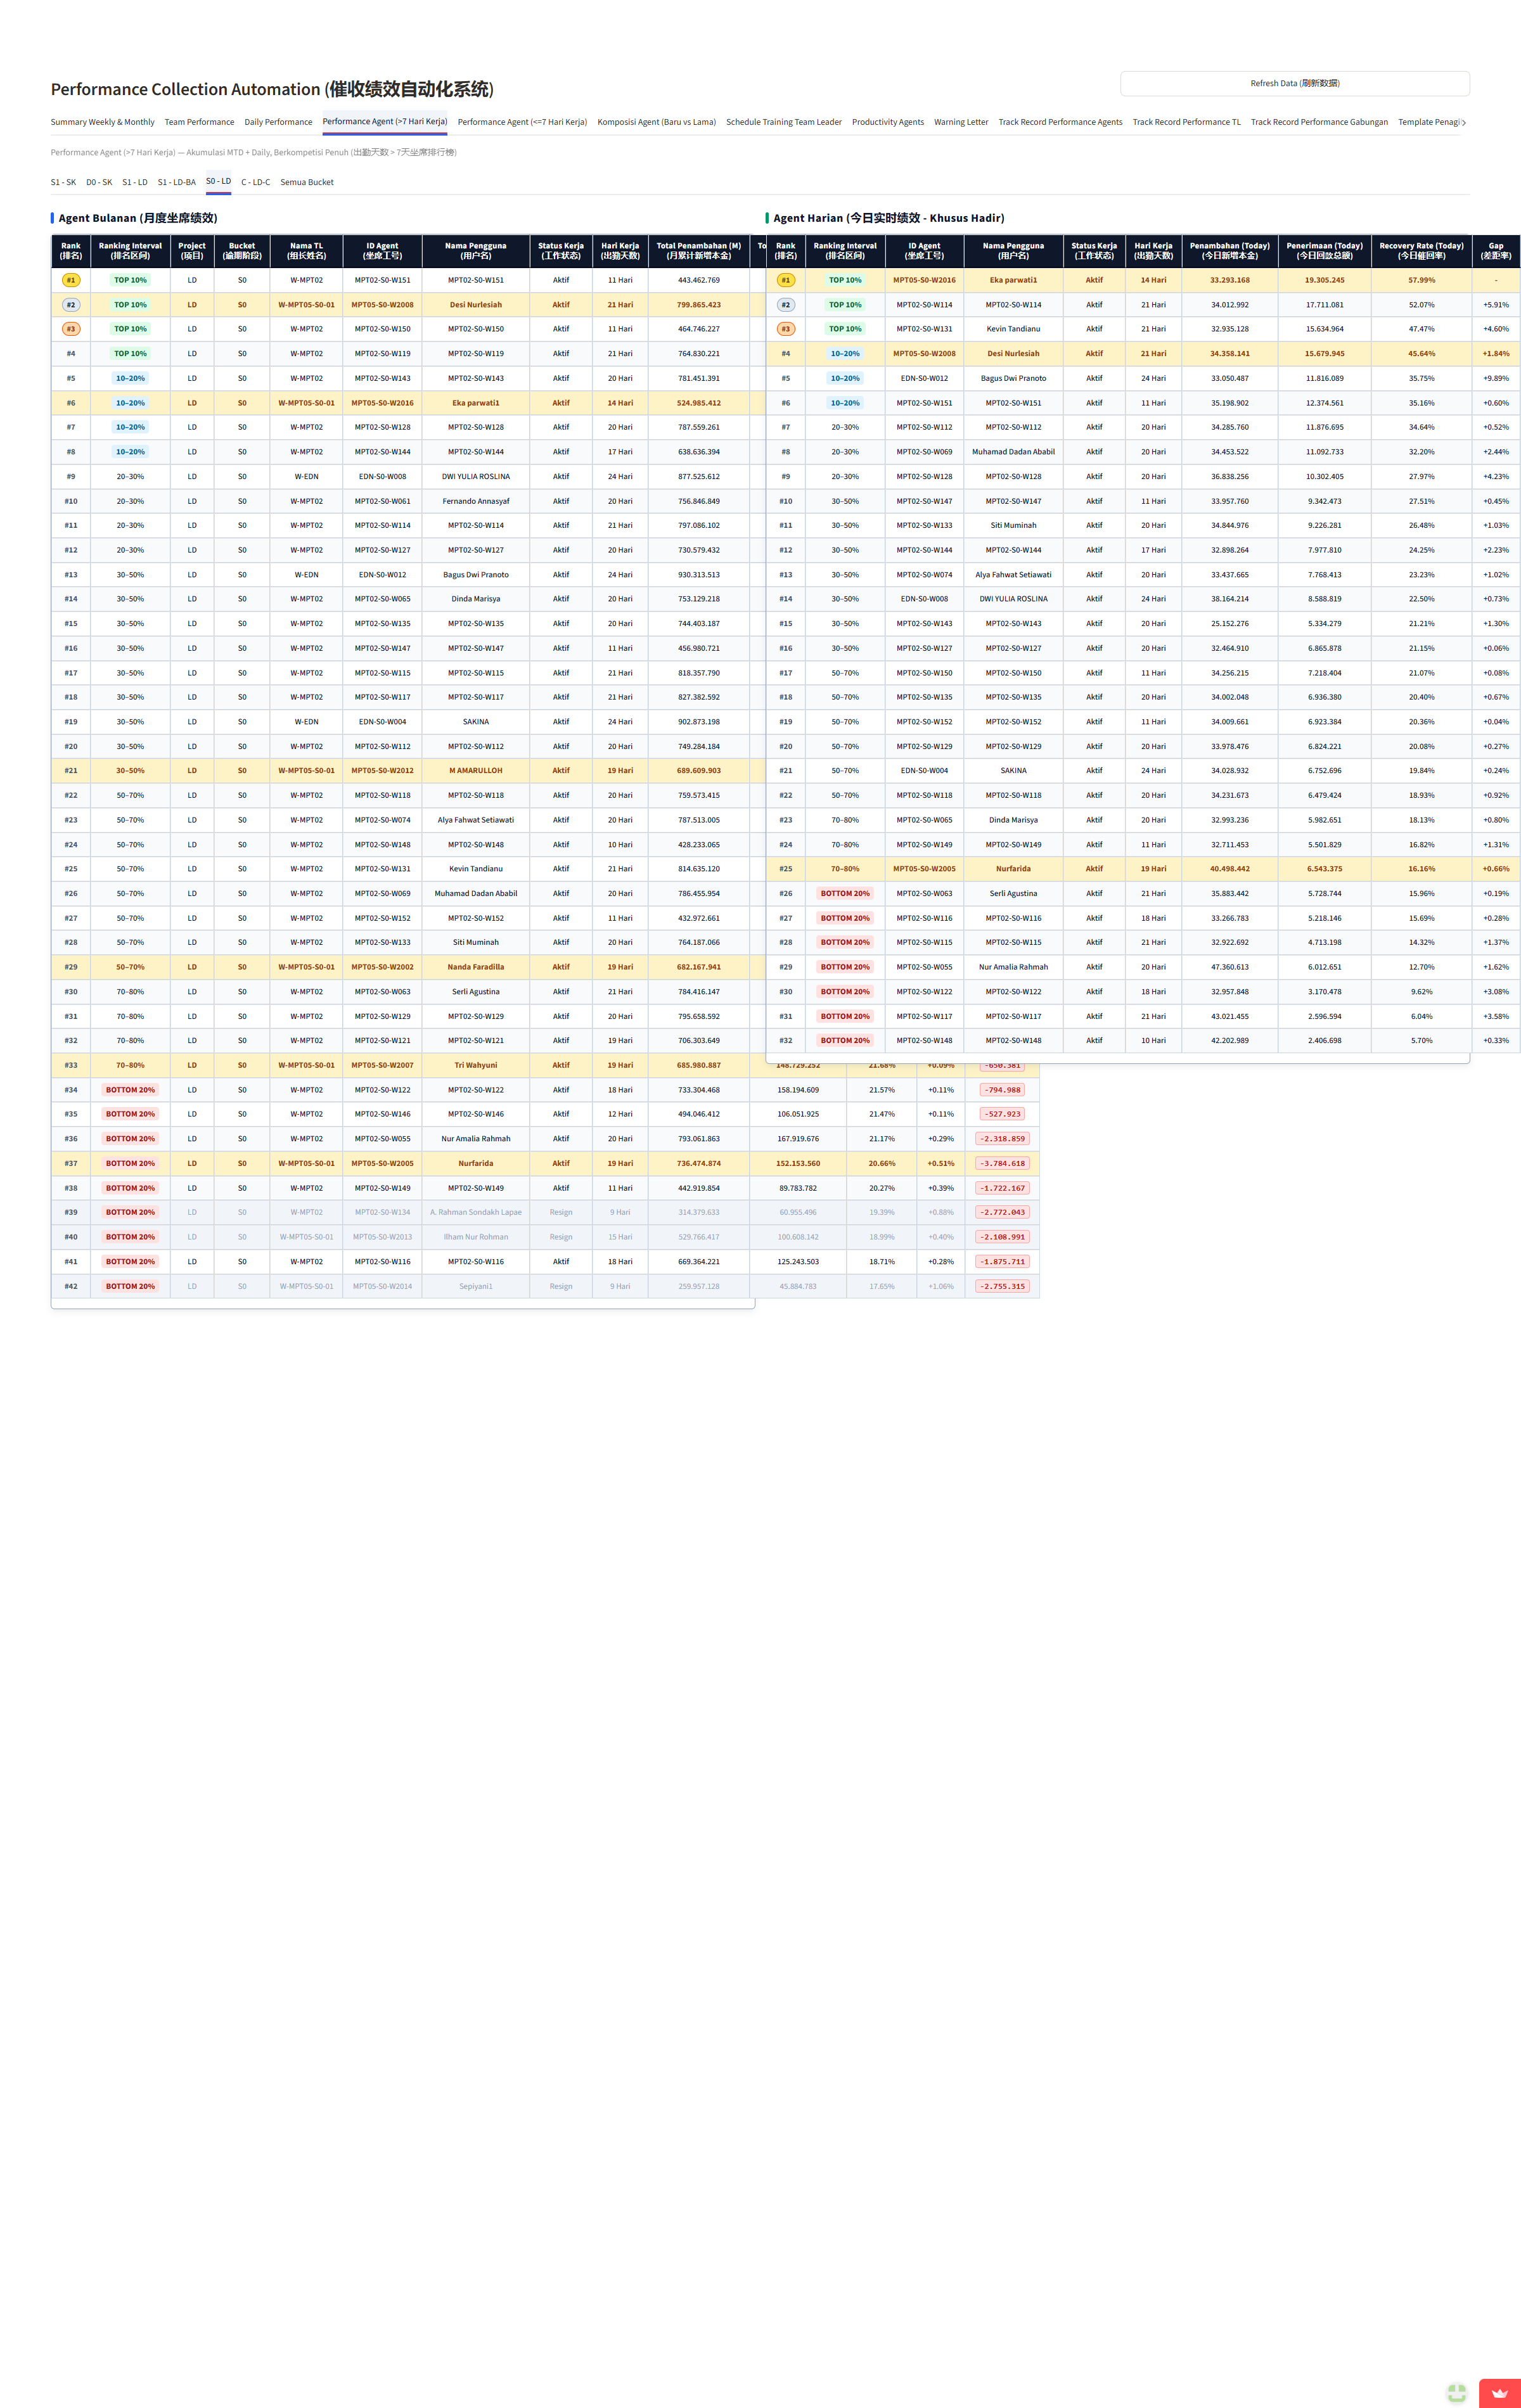 Performance Collection Automation (催收绩效自动化系统)
Refresh Data (刷新数据)
Summary Weekly & Monthly Team Performance Daily Performance Performance Agent (>7 Hari Kerja) Performance Agent (<=7 Hari Kerja) Komposisi Agent (Baru vs Lama) Schedule Training Team Leader Productivity Agents Warning Letter Track Record Performance Agents Track Record Performance TL Track Record Performance Gabungan Template Penagi
Performance Agent (>7 Hari Kerja) — Akumulasi MTD + Daily, Berkompetisi Penuh (出勤天数 > 7天坐席排行榜)
S1 - SK D0 - SK S1 - LD S1 - LD-BA S0 - LD C - LD-C Semua Bucket
Agent Bulanan (月度坐席绩效)
Rank Ranking Interval Project Bucket Nama TL ID Agent Nama Pengguna Status Kerja Hari Kerja Total Penambahan (M) To
(排名) (排名区间) (项目) (逾期阶段) (组长姓名) (坐席工号) (用户名) (工作状态) (出勤天数) (月累计新增本金)
#1 TOP 10% LD S0 W-MPT02 MPT02-S0-W151 MPT02-S0-W151 Aktif 11 Hari 443.462.769
#2 TOP 10% LD S0 W-MPT05-S0-01 MPT05-S0-W2008 Desi Nurlesiah Aktif 21 Hari 799.865.423
#3 TOP 10% LD S0 W-MPT02 MPT02-S0-W150 MPT02-S0-W150 Aktif 11 Hari 464.746.227
#4 TOP 10% LD S0 W-MPT02 MPT02-S0-W119 MPT02-S0-W119 Aktif 21 Hari 764.830.221
#5 10–20% LD S0 W-MPT02 MPT02-S0-W143 MPT02-S0-W143 Aktif 20 Hari 781.451.391
#6 10–20% LD S0 W-MPT05-S0-01 MPT05-S0-W2016 Eka parwati1 Aktif 14 Hari 524.985.412
#7 10–20% LD S0 W-MPT02 MPT02-S0-W128 MPT02-S0-W128 Aktif 20 Hari 787.559.261
#8 10–20% LD S0 W-MPT02 MPT02-S0-W144 MPT02-S0-W144 Aktif 17 Hari 638.636.394
#9 20–30% LD S0 W-EDN EDN-S0-W008 DWI YULIA ROSLINA Aktif 24 Hari 877.525.612
#10 20–30% LD S0 W-MPT02 MPT02-S0-W061 Fernando Annasyaf Aktif 20 Hari 756.846.849
#11 20–30% LD S0 W-MPT02 MPT02-S0-W114 MPT02-S0-W114 Aktif 21 Hari 797.086.102
#12 20–30% LD S0 W-MPT02 MPT02-S0-W127 MPT02-S0-W127 Aktif 20 Hari 730.579.432
#13 30–50% LD S0 W-EDN EDN-S0-W012 Bagus Dwi Pranoto Aktif 24 Hari 930.313.513
#14 30–50% LD S0 W-MPT02 MPT02-S0-W065 Dinda Marisya Aktif 20 Hari 753.129.218
#15 30–50% LD S0 W-MPT02 MPT02-S0-W135 MPT02-S0-W135 Aktif 20 Hari 744.403.187
#16 30–50% LD S0 W-MPT02 MPT02-S0-W147 MPT02-S0-W147 Aktif 11 Hari 456.980.721
#17 30–50% LD S0 W-MPT02 MPT02-S0-W115 MPT02-S0-W115 Aktif 21 Hari 818.357.790
#18 30–50% LD S0 W-MPT02 MPT02-S0-W117 MPT02-S0-W117 Aktif 21 Hari 827.382.592
#19 30–50% LD S0 W-EDN EDN-S0-W004 SAKINA Aktif 24 Hari 902.873.198
#20 30–50% LD S0 W-MPT02 MPT02-S0-W112 MPT02-S0-W112 Aktif 20 Hari 749.284.184
#21 30–50% LD S0 W-MPT05-S0-01 MPT05-S0-W2012 M AMARULLOH Aktif 19 Hari 689.609.903
#22 50–70% LD S0 W-MPT02 MPT02-S0-W118 MPT02-S0-W118 Aktif 20 Hari 759.573.415
#23 50–70% LD S0 W-MPT02 MPT02-S0-W074 Alya Fahwat Setiawati Aktif 20 Hari 787.513.005
#24 50–70% LD S0 W-MPT02 MPT02-S0-W148 MPT02-S0-W148 Aktif 10 Hari 428.233.065
#25 50–70% LD S0 W-MPT02 MPT02-S0-W131 Kevin Tandianu Aktif 21 Hari 814.635.120
#26 50–70% LD S0 W-MPT02 MPT02-S0-W069 Muhamad Dadan Ababil Aktif 20 Hari 786.455.954
#27 50–70% LD S0 W-MPT02 MPT02-S0-W152 MPT02-S0-W152 Aktif 11 Hari 432.972.661
#28 50–70% LD S0 W-MPT02 MPT02-S0-W133 Siti Muminah Aktif 20 Hari 764.187.066
#29 50–70% LD S0 W-MPT05-S0-01 MPT05-S0-W2002 Nanda Faradilla Aktif 19 Hari 682.167.941
#30 70–80% LD S0 W-MPT02 MPT02-S0-W063 Serli Agustina Aktif 21 Hari 784.416.147
#31 70–80% LD S0 W-MPT02 MPT02-S0-W129 MPT02-S0-W129 Aktif 20 Hari 795.658.592
#32 70–80% LD S0 W-MPT02 MPT02-S0-W121 MPT02-S0-W121 Aktif 19 Hari 706.303.649
#33 70–80% LD S0 W-MPT05-S0-01 MPT05-S0-W2007 Tri Wahyuni Aktif 19 Hari 685.980.887 148.729.252 21.68% +0.09% -650.381
#34 BOTTOM 20% LD S0 W-MPT02 MPT02-S0-W122 MPT02-S0-W122 Aktif 18 Hari 733.304.468 158.194.609 21.57% +0.11% -794.988
#35 BOTTOM 20% LD S0 W-MPT02 MPT02-S0-W146 MPT02-S0-W146 Aktif 12 Hari 494.046.412 106.051.925 21.47% +0.11% -527.923
#36 BOTTOM 20% LD S0 W-MPT02 MPT02-S0-W055 Nur Amalia Rahmah Aktif 20 Hari 793.061.863 167.919.676 21.17% +0.29% -2.318.859
#37 BOTTOM 20% LD S0 W-MPT05-S0-01 MPT05-S0-W2005 Nurfarida Aktif 19 Hari 736.474.874 152.153.560 20.66% +0.51% -3.784.618
#38 BOTTOM 20% LD S0 W-MPT02 MPT02-S0-W149 MPT02-S0-W149 Aktif 11 Hari 442.919.854 89.783.782 20.27% +0.39% -1.722.167
#39 BOTTOM 20% LD S0 W-MPT02 MPT02-S0-W134 A. Rahman Sondakh Lapae Resign 9 Hari 314.379.633 60.955.496 19.39% +0.88% -2.772.043
#40 BOTTOM 20% LD S0 W-MPT05-S0-01 MPT05-S0-W2013 Ilham Nur Rohman Resign 15 Hari 529.766.417 100.608.142 18.99% +0.40% -2.108.991
#41 BOTTOM 20% LD S0 W-MPT02 MPT02-S0-W116 MPT02-S0-W116 Aktif 18 Hari 669.364.221 125.243.503 18.71% +0.28% -1.875.711
#42 BOTTOM 20% LD S0 W-MPT05-S0-01 MPT05-S0-W2014 Sepiyani1 Resign 9 Hari 259.957.128 45.884.783 17.65% +1.06% -2.755.315
Agent Harian (今日实时绩效 - Khusus Hadir)
Rank Ranking Interval ID Agent Nama Pengguna Status Kerja Hari Kerja Penambahan (Today) Penerimaan (Today) Recovery Rate (Today) Gap
(排名) (排名区间) (坐席工号) (用户名) (工作状态) (出勤天数) (今日新增本金) (今日回款总额) (今日催回率) (差距率)
#1 TOP 10% MPT05-S0-W2016 Eka parwati1 Aktif 14 Hari 33.293.168 19.305.245 57.99% -
#2 TOP 10% MPT02-S0-W114 MPT02-S0-W114 Aktif 21 Hari 34.012.992 17.711.081 52.07% +5.91%
#3 TOP 10% MPT02-S0-W131 Kevin Tandianu Aktif 21 Hari 32.935.128 15.634.964 47.47% +4.60%
#4 10–20% MPT05-S0-W2008 Desi Nurlesiah Aktif 21 Hari 34.358.141 15.679.945 45.64% +1.84%
#5 10–20% EDN-S0-W012 Bagus Dwi Pranoto Aktif 24 Hari 33.050.487 11.816.089 35.75% +9.89%
#6 10–20% MPT02-S0-W151 MPT02-S0-W151 Aktif 11 Hari 35.198.902 12.374.561 35.16% +0.60%
#7 20–30% MPT02-S0-W112 MPT02-S0-W112 Aktif 20 Hari 34.285.760 11.876.695 34.64% +0.52%
#8 20–30% MPT02-S0-W069 Muhamad Dadan Ababil Aktif 20 Hari 34.453.522 11.092.733 32.20% +2.44%
#9 20–30% MPT02-S0-W128 MPT02-S0-W128 Aktif 20 Hari 36.838.256 10.302.405 27.97% +4.23%
#10 30–50% MPT02-S0-W147 MPT02-S0-W147 Aktif 11 Hari 33.957.760 9.342.473 27.51% +0.45%
#11 30–50% MPT02-S0-W133 Siti Muminah Aktif 20 Hari 34.844.976 9.226.281 26.48% +1.03%
#12 30–50% MPT02-S0-W144 MPT02-S0-W144 Aktif 17 Hari 32.898.264 7.977.810 24.25% +2.23%
#13 30–50% MPT02-S0-W074 Alya Fahwat Setiawati Aktif 20 Hari 33.437.665 7.768.413 23.23% +1.02%
#14 30–50% EDN-S0-W008 DWI YULIA ROSLINA Aktif 24 Hari 38.164.214 8.588.819 22.50% +0.73%
#15 30–50% MPT02-S0-W143 MPT02-S0-W143 Aktif 20 Hari 25.152.276 5.334.279 21.21% +1.30%
#16 30–50% MPT02-S0-W127 MPT02-S0-W127 Aktif 20 Hari 32.464.910 6.865.878 21.15% +0.06%
#17 50–70% MPT02-S0-W150 MPT02-S0-W150 Aktif 11 Hari 34.256.215 7.218.404 21.07% +0.08%
#18 50–70% MPT02-S0-W135 MPT02-S0-W135 Aktif 20 Hari 34.002.048 6.936.380 20.40% +0.67%
#19 50–70% MPT02-S0-W152 MPT02-S0-W152 Aktif 11 Hari 34.009.661 6.923.384 20.36% +0.04%
#20 50–70% MPT02-S0-W129 MPT02-S0-W129 Aktif 20 Hari 33.978.476 6.824.221 20.08% +0.27%
#21 50–70% EDN-S0-W004 SAKINA Aktif 24 Hari 34.028.932 6.752.696 19.84% +0.24%
#22 50–70% MPT02-S0-W118 MPT02-S0-W118 Aktif 20 Hari 34.231.673 6.479.424 18.93% +0.92%
#23 70–80% MPT02-S0-W065 Dinda Marisya Aktif 20 Hari 32.993.236 5.982.651 18.13% +0.80%
#24 70–80% MPT02-S0-W149 MPT02-S0-W149 Aktif 11 Hari 32.711.453 5.501.829 16.82% +1.31%
#25 70–80% MPT05-S0-W2005 Nurfarida Aktif 19 Hari 40.498.442 6.543.375 16.16% +0.66%
#26 BOTTOM 20% MPT02-S0-W063 Serli Agustina Aktif 21 Hari 35.883.442 5.728.744 15.96% +0.19%
#27 BOTTOM 20% MPT02-S0-W116 MPT02-S0-W116 Aktif 18 Hari 33.266.783 5.218.146 15.69% +0.28%
#28 BOTTOM 20% MPT02-S0-W115 MPT02-S0-W115 Aktif 21 Hari 32.922.692 4.713.198 14.32% +1.37%
#29 BOTTOM 20% MPT02-S0-W055 Nur Amalia Rahmah Aktif 20 Hari 47.360.613 6.012.651 12.70% +1.62%
#30 BOTTOM 20% MPT02-S0-W122 MPT02-S0-W122 Aktif 18 Hari 32.957.848 3.170.478 9.62% +3.08%
#31 BOTTOM 20% MPT02-S0-W117 MPT02-S0-W117 Aktif 21 Hari 43.021.455 2.596.594 6.04% +3.58%
#32 BOTTOM 20% MPT02-S0-W148 MPT02-S0-W148 Aktif 10 Hari 42.202.989 2.406.698 5.70% +0.33%